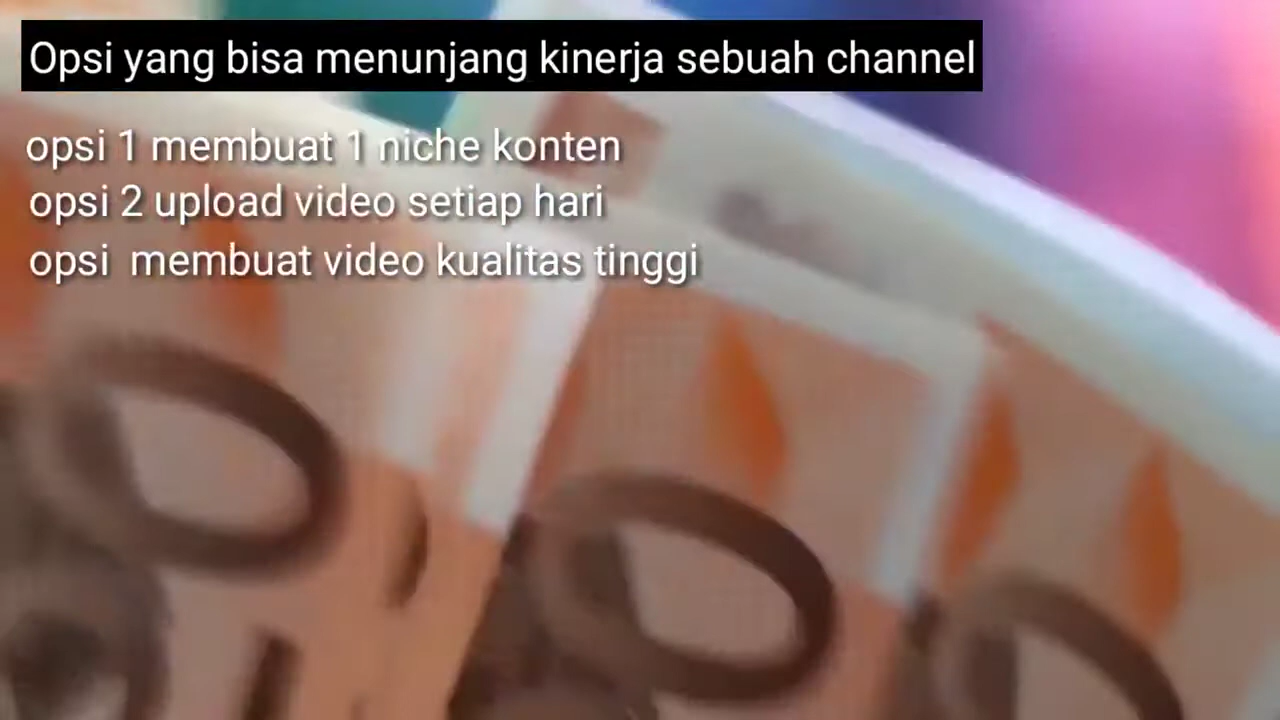 Opsi yang bisa menunjang kinerja sebuah channel
opsi 1 membuat 1 niche konten
opsi 2 upload video setiap hari
opsi membuat video kualitas tinggi